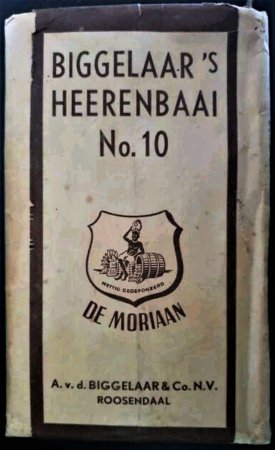 BIGGELAAR'S
HEERENBAAI
No. 10
WETTIG GEDEPONEERD
DE MORIAAN
A. v. d. BIGGELAAR & Co. N.V.
ROOSENDAAL